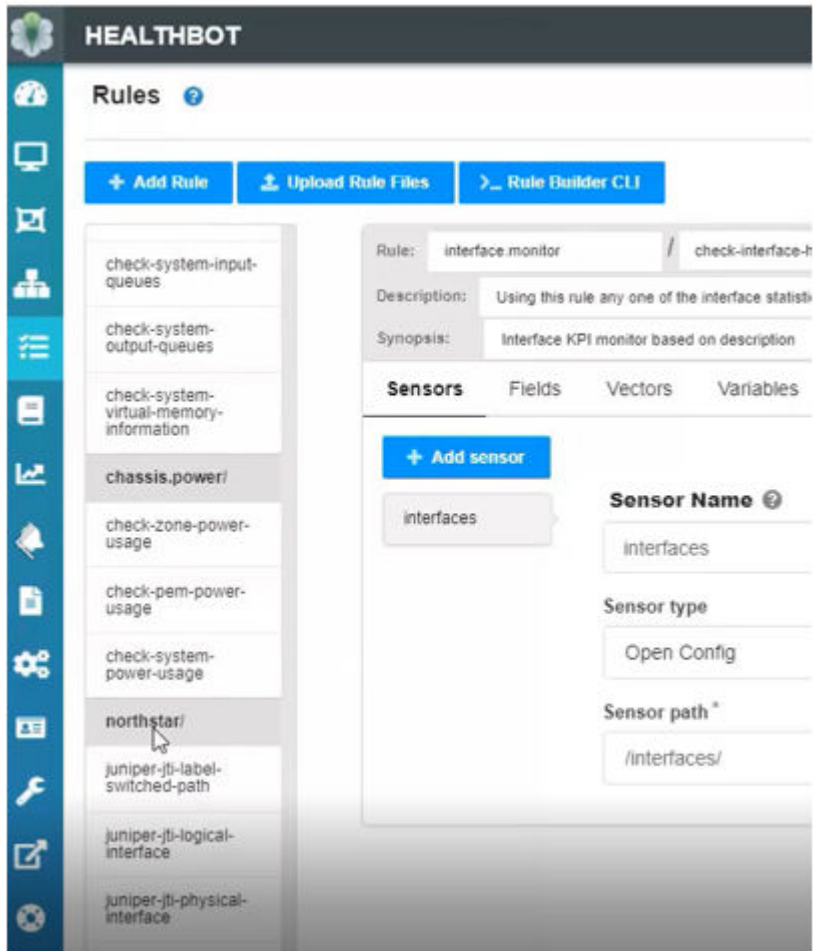 HEALTHBOT
Rules
+ Add Rule
Upload Rule Files
>_ Rule Builder CLI
check-system-input-
queues
check-system-
output-queues
check-system-
virtual-memory-
information
chassis.power/
check-zone-power-
usage
check-pem-power-
usage
check-system-
power-usage
northstar/
juniper-jti-label-
switched-path
juniper-jti-logical-
interface
juniper-jti-physical-
interface
Rule: interface.monitor / check-interface-h
Description: Using this rule any one of the interface statisti
Synopsis: Interface KPI monitor based on description
Sensors Fields Vectors Variables
+ Add sensor
interfaces
Sensor Name
interfaces
Sensor type
Open Config
Sensor path *
/interfaces/